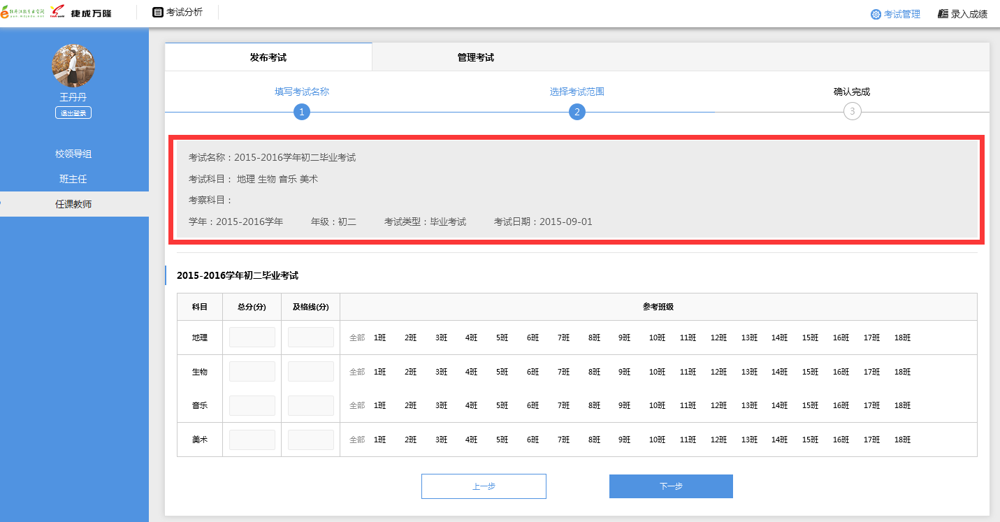 捷成万隆 考试分析 考试管理 录入成绩
王丹丹
退出登录
校领导组
班主任
任课教师
发布考试 管理考试
填写考试名称 选择考试范围 确认完成
1 2 3
考试名称：2015-2016学年初二毕业考试
考试科目： 地理 生物 音乐 美术
考察科目：
学年：2015-2016学年 年级：初二 考试类型：毕业考试 考试日期：2015-09-01
2015-2016学年初二毕业考试
科目 总分(分) 及格线(分) 参考班级
地理 全部 1班 2班 3班 4班 5班 6班 7班 8班 9班 10班 11班 12班 13班 14班 15班 16班 17班 18班
生物 全部 1班 2班 3班 4班 5班 6班 7班 8班 9班 10班 11班 12班 13班 14班 15班 16班 17班 18班
音乐 全部 1班 2班 3班 4班 5班 6班 7班 8班 9班 10班 11班 12班 13班 14班 15班 16班 17班 18班
美术 全部 1班 2班 3班 4班 5班 6班 7班 8班 9班 10班 11班 12班 13班 14班 15班 16班 17班 18班
上一步 下一步